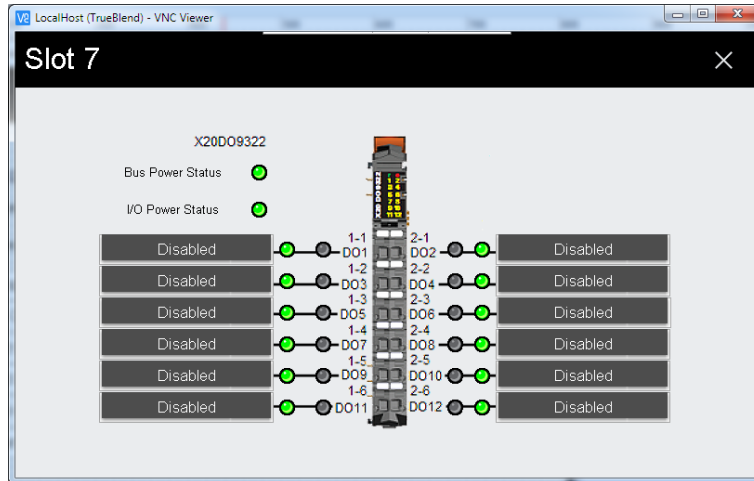 LocalHost (TrueBlend) - VNC Viewer
Slot 7
X20DO9322
Bus Power Status
I/O Power Status
1-1 2-1
Disabled DO1 DO2 Disabled
1-2 2-2
Disabled DO3 DO4 Disabled
1-3 2-3
Disabled DO5 DO6 Disabled
1-4 2-4
Disabled DO7 DO8 Disabled
1-5 2-5
Disabled DO9 DO10 Disabled
1-6 2-6
Disabled DO11 DO12 Disabled